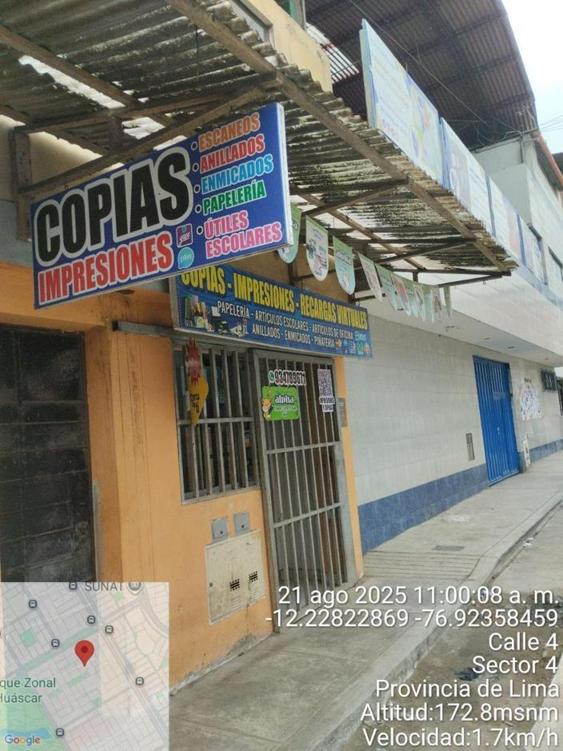 COPIAS
IMPRESIONES
• ESCANEOS
• ANILLADOS
• ENMICADOS
• PAPELERÍA
• ÚTILES
ESCOLARES
COPIAS - IMPRESIONES - RECARGAS VIRTUALES
PAPELERIA - ARTICULOS ESCOLARES - ARTICULOS DE OFICINA
ANILLADOS - ENMICADOS - PIÑATERIA
alpha
21 ago 2025 11:00:08 a. m.
-12.22822869 -76.92358459
Calle 4
Sector 4
Provincia de Lima
Altitud:172.8msnm
Velocidad:1.7km/h
SUNAT
que Zonal
Huáscar
Google